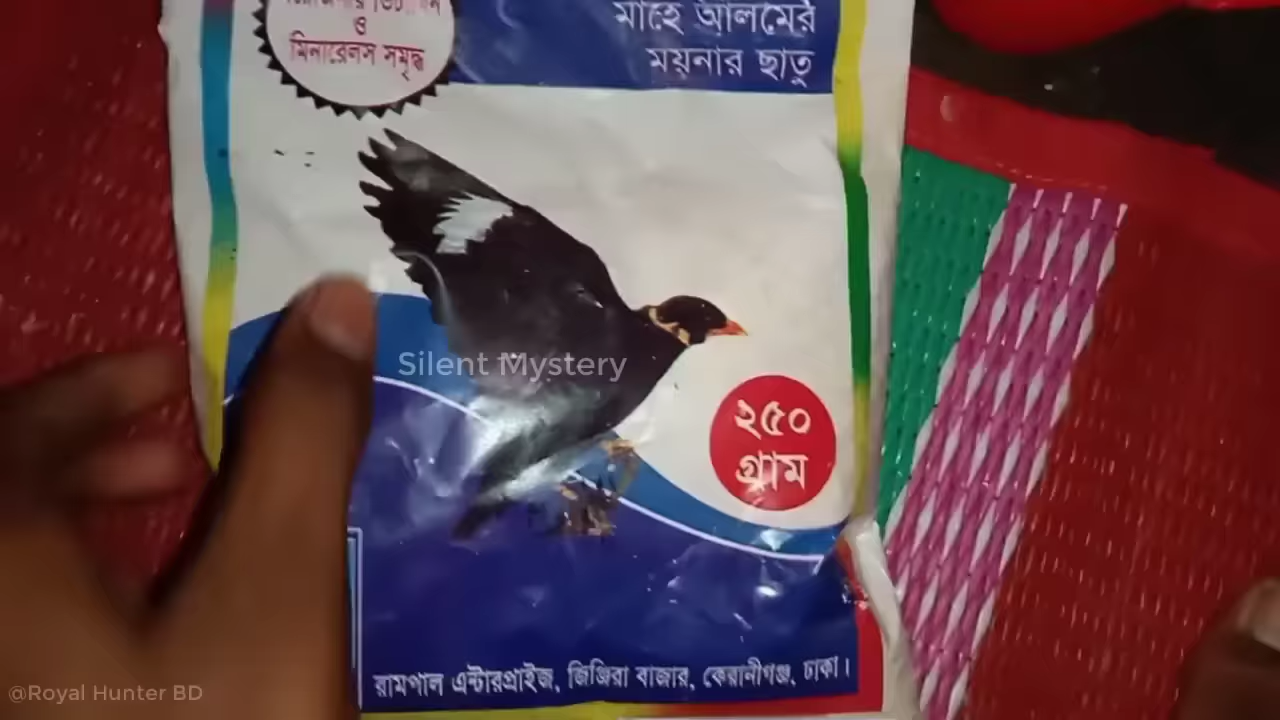 ও
মিনারেলস সমৃদ্ধ
মাহে আলমের
ময়নার ছাতু
Silent Mystery
২৫০
গ্রাম
রামপাল এন্টারপ্রাইজ, জিঞ্জিরা বাজার, কেরানীগঞ্জ, ঢাকা।
@Royal Hunter BD